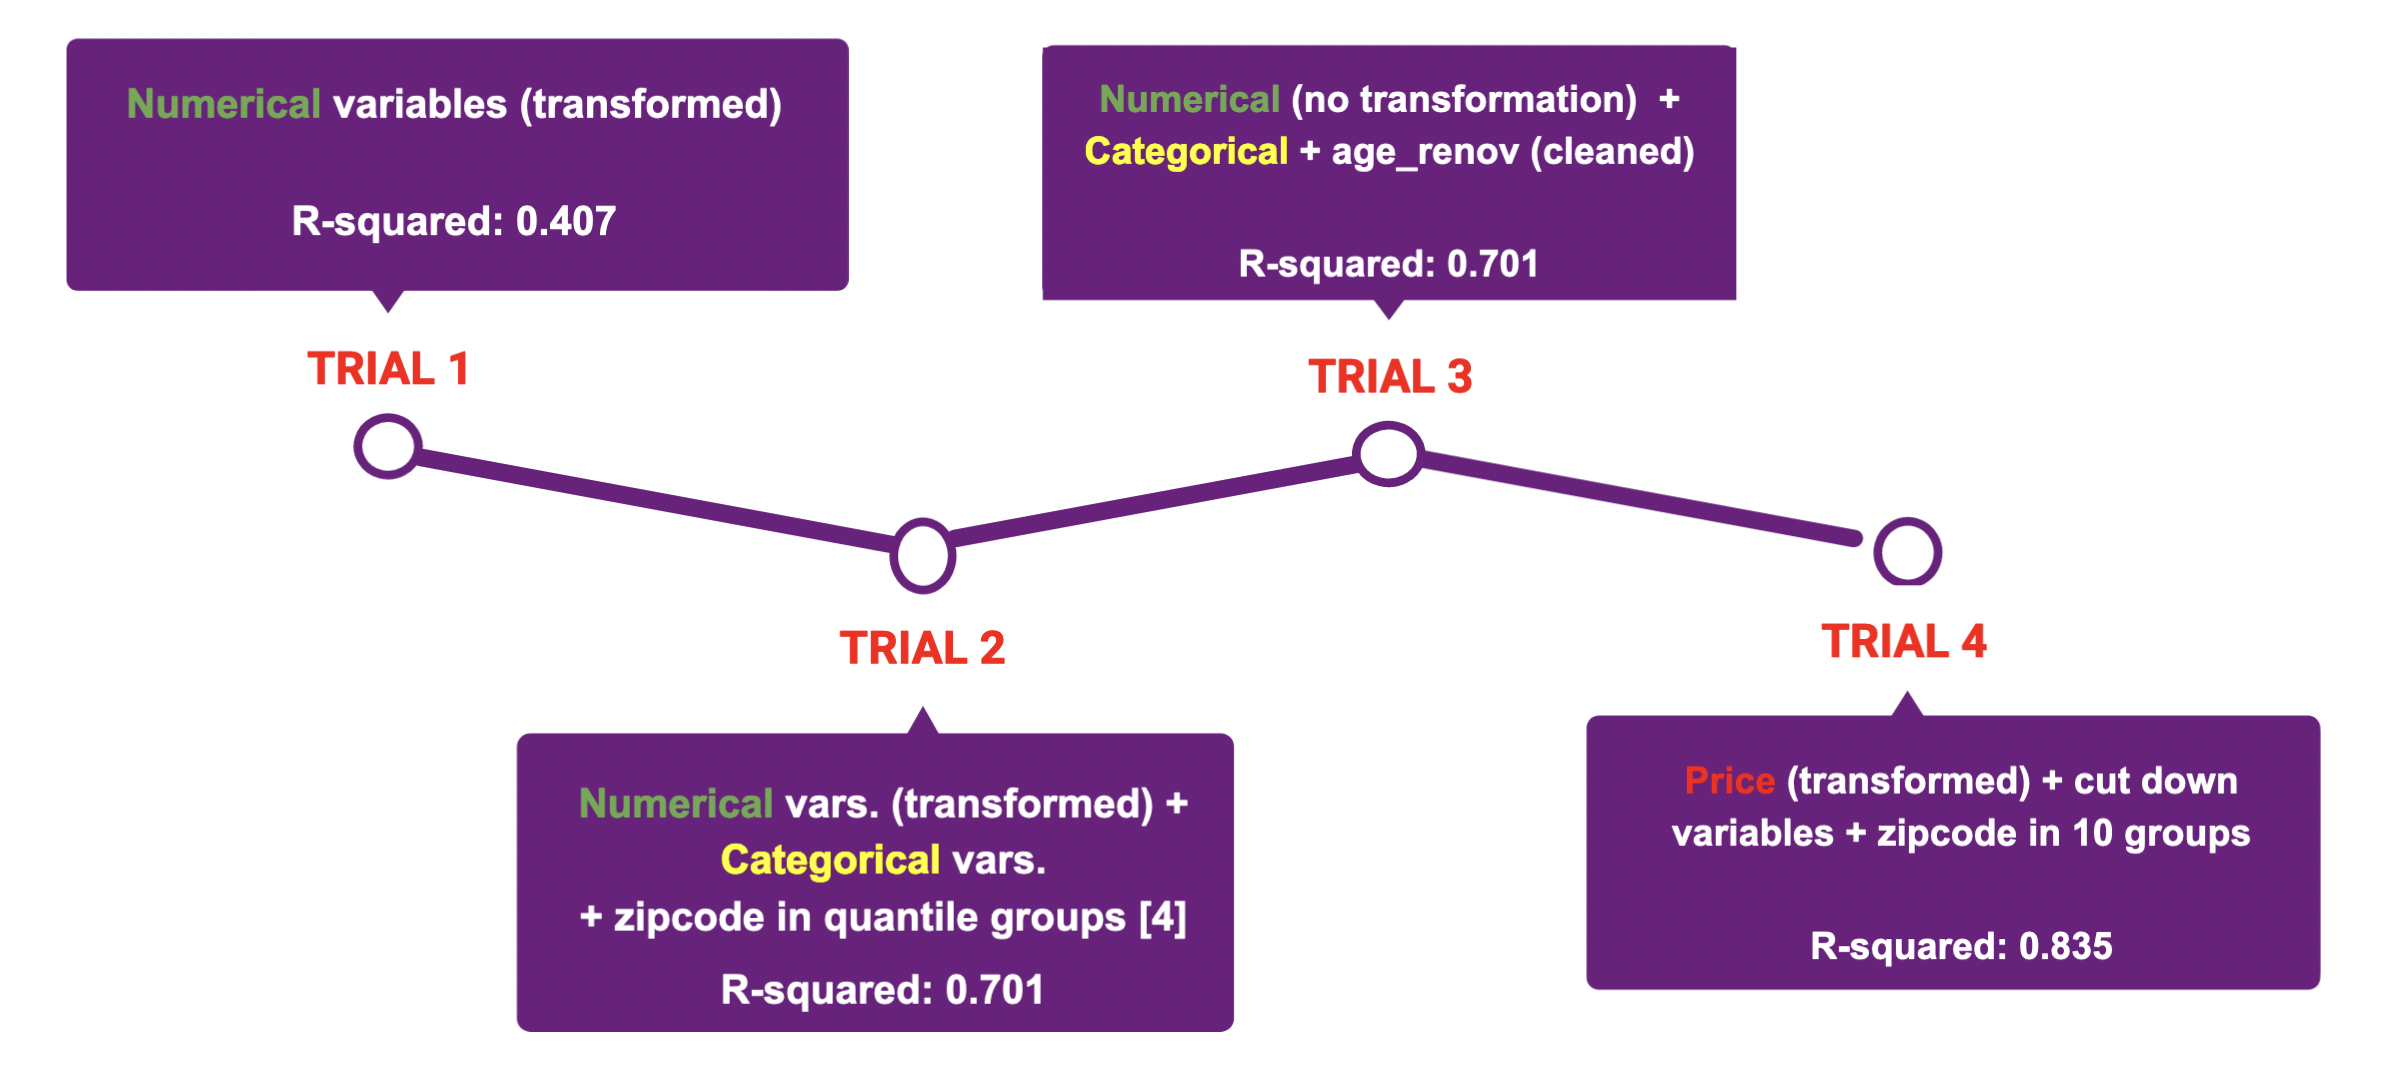 Numerical variables (transformed)
R-squared: 0.407
TRIAL 1
Numerical vars. (transformed) +
Categorical vars.
+ zipcode in quantile groups [4]
R-squared: 0.701
TRIAL 2
Numerical (no transformation) +
Categorical + age_renov (cleaned)
R-squared: 0.701
TRIAL 3
Price (transformed) + cut down
variables + zipcode in 10 groups
R-squared: 0.835
TRIAL 4